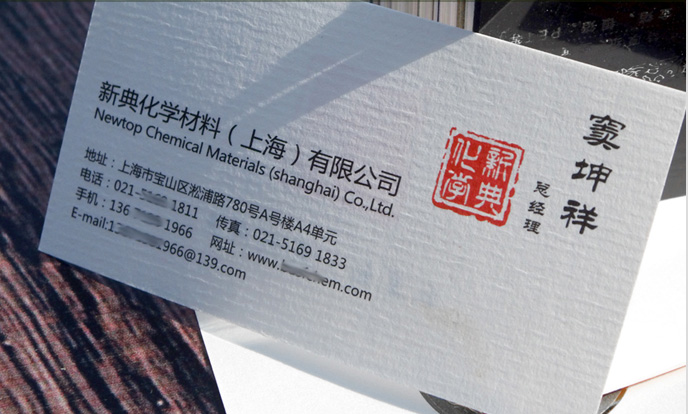 新典化学材料（上海）有限公司
Newtop Chemical Materials (shanghai) Co.,Ltd.
地址：上海市宝山区淞浦路780号A号楼A4单元
电话：021- 1811 传真：021-5169 1833
手机：136 1966 网址：www. chem.com
E-mail:1 966@139.com
新典
化学
窦坤祥
总经理